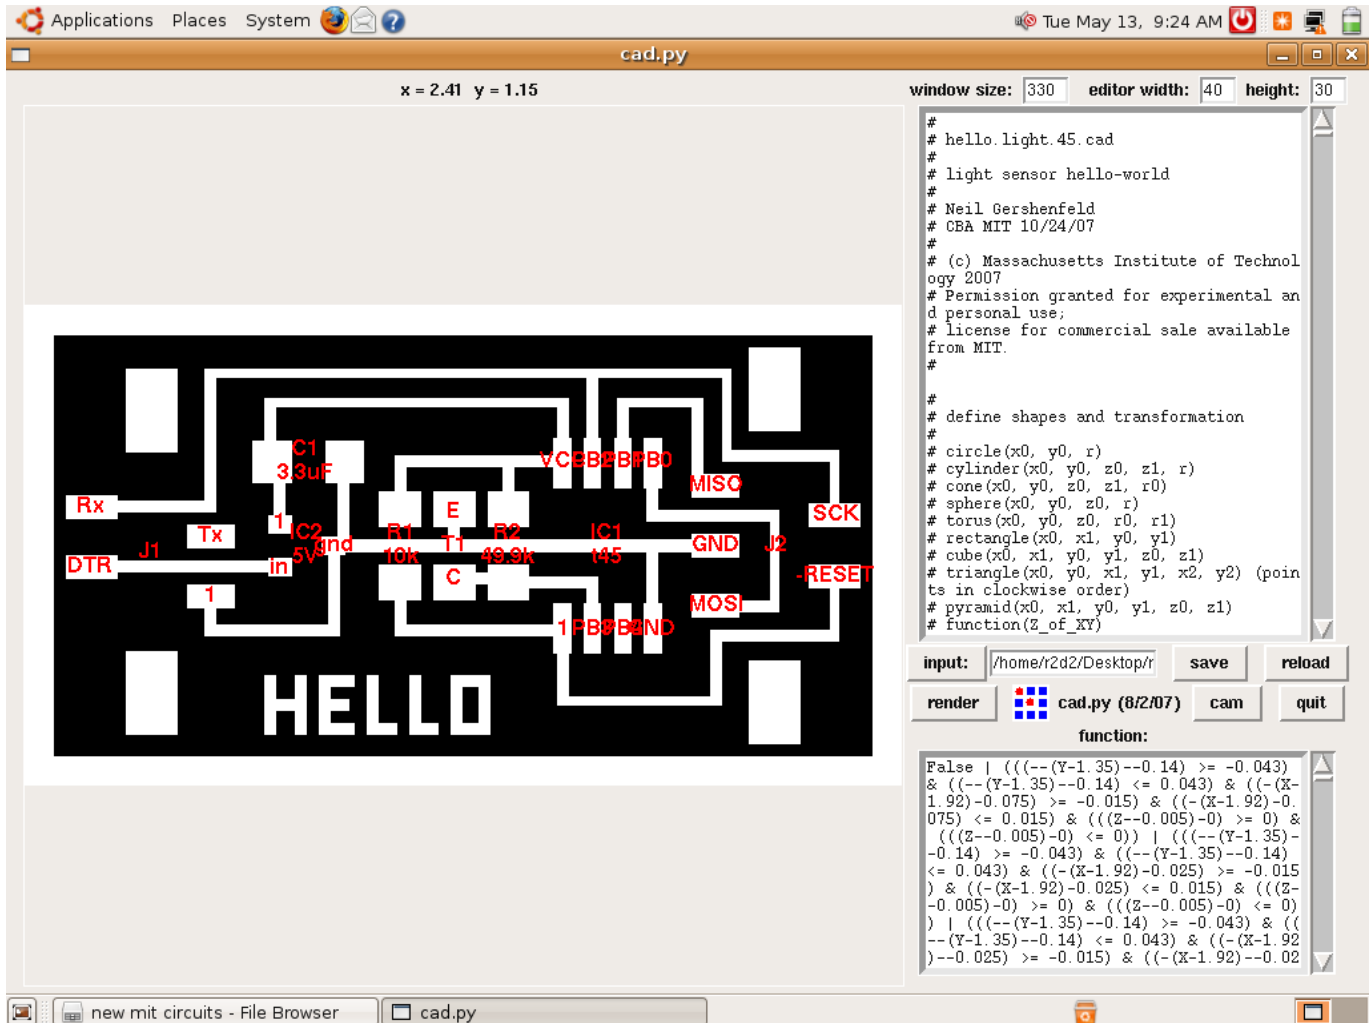 Applications Places System
Tue May 13, 9:24 AM
cad.py
x = 2.41 y = 1.15
window size: 330 editor width: 40 height: 30
#
# hello.light.45.cad
#
# light sensor hello-world
#
# Neil Gershenfeld
# CBA MIT 10/24/07
#
# (c) Massachusetts Institute of Technol
ogy 2007
# Permission granted for experimental an
d personal use;
# license for commercial sale available
from MIT.
#
#
# define shapes and transformation
#
# circle(x0, y0, r)
# cylinder(x0, y0, z0, z1, r)
# cone(x0, y0, z0, z1, r0)
# sphere(x0, y0, z0, r)
# torus(x0, y0, z0, r0, r1)
# rectangle(x0, x1, y0, y1)
# cube(x0, x1, y0, y1, z0, z1)
# triangle(x0, y0, x1, y1, x2, y2) (poin
ts in clockwise order)
# pyramid(x0, x1, y0, y1, z0, z1)
# function(Z_of_XY)
C1
3.3uF
PB0
MISO
Rx
Tx
1
IC2
5V
gnd
E
R1
10k
T1
R2
49.9k
IC1
t45
SCK
GND
J2
J1
DTR
in
C
-RESET
1
MOSI
1
GND
HELLO
input: /home/r2d2/Desktop/r save reload
render cad.py (8/2/07) cam quit
function:
False | (((--(Y-1.35)--0.14) >= -0.043)
& ((--(Y-1.35)--0.14) <= 0.043) & ((-(X-
1.92)-0.075) >= -0.015) & ((-(X-1.92)-0.
075) <= 0.015) & (((Z--0.005)-0) >= 0) &
(((Z--0.005)-0) <= 0)) | (((--(Y-1.35)-
-0.14) >= -0.043) & ((--(Y-1.35)--0.14)
<= 0.043) & ((-(X-1.92)-0.025) >= -0.015
) & ((-(X-1.92)-0.025) <= 0.015) & (((Z-
-0.005)-0) >= 0) & (((Z--0.005)-0) <= 0)
) | (((--(Y-1.35)--0.14) >= -0.043) & ((
--(Y-1.35)--0.14) <= 0.043) & ((-(X-1.92
)--0.025) >= -0.015) & ((-(X-1.92)--0.02
new mit circuits - File Browser
cad.py